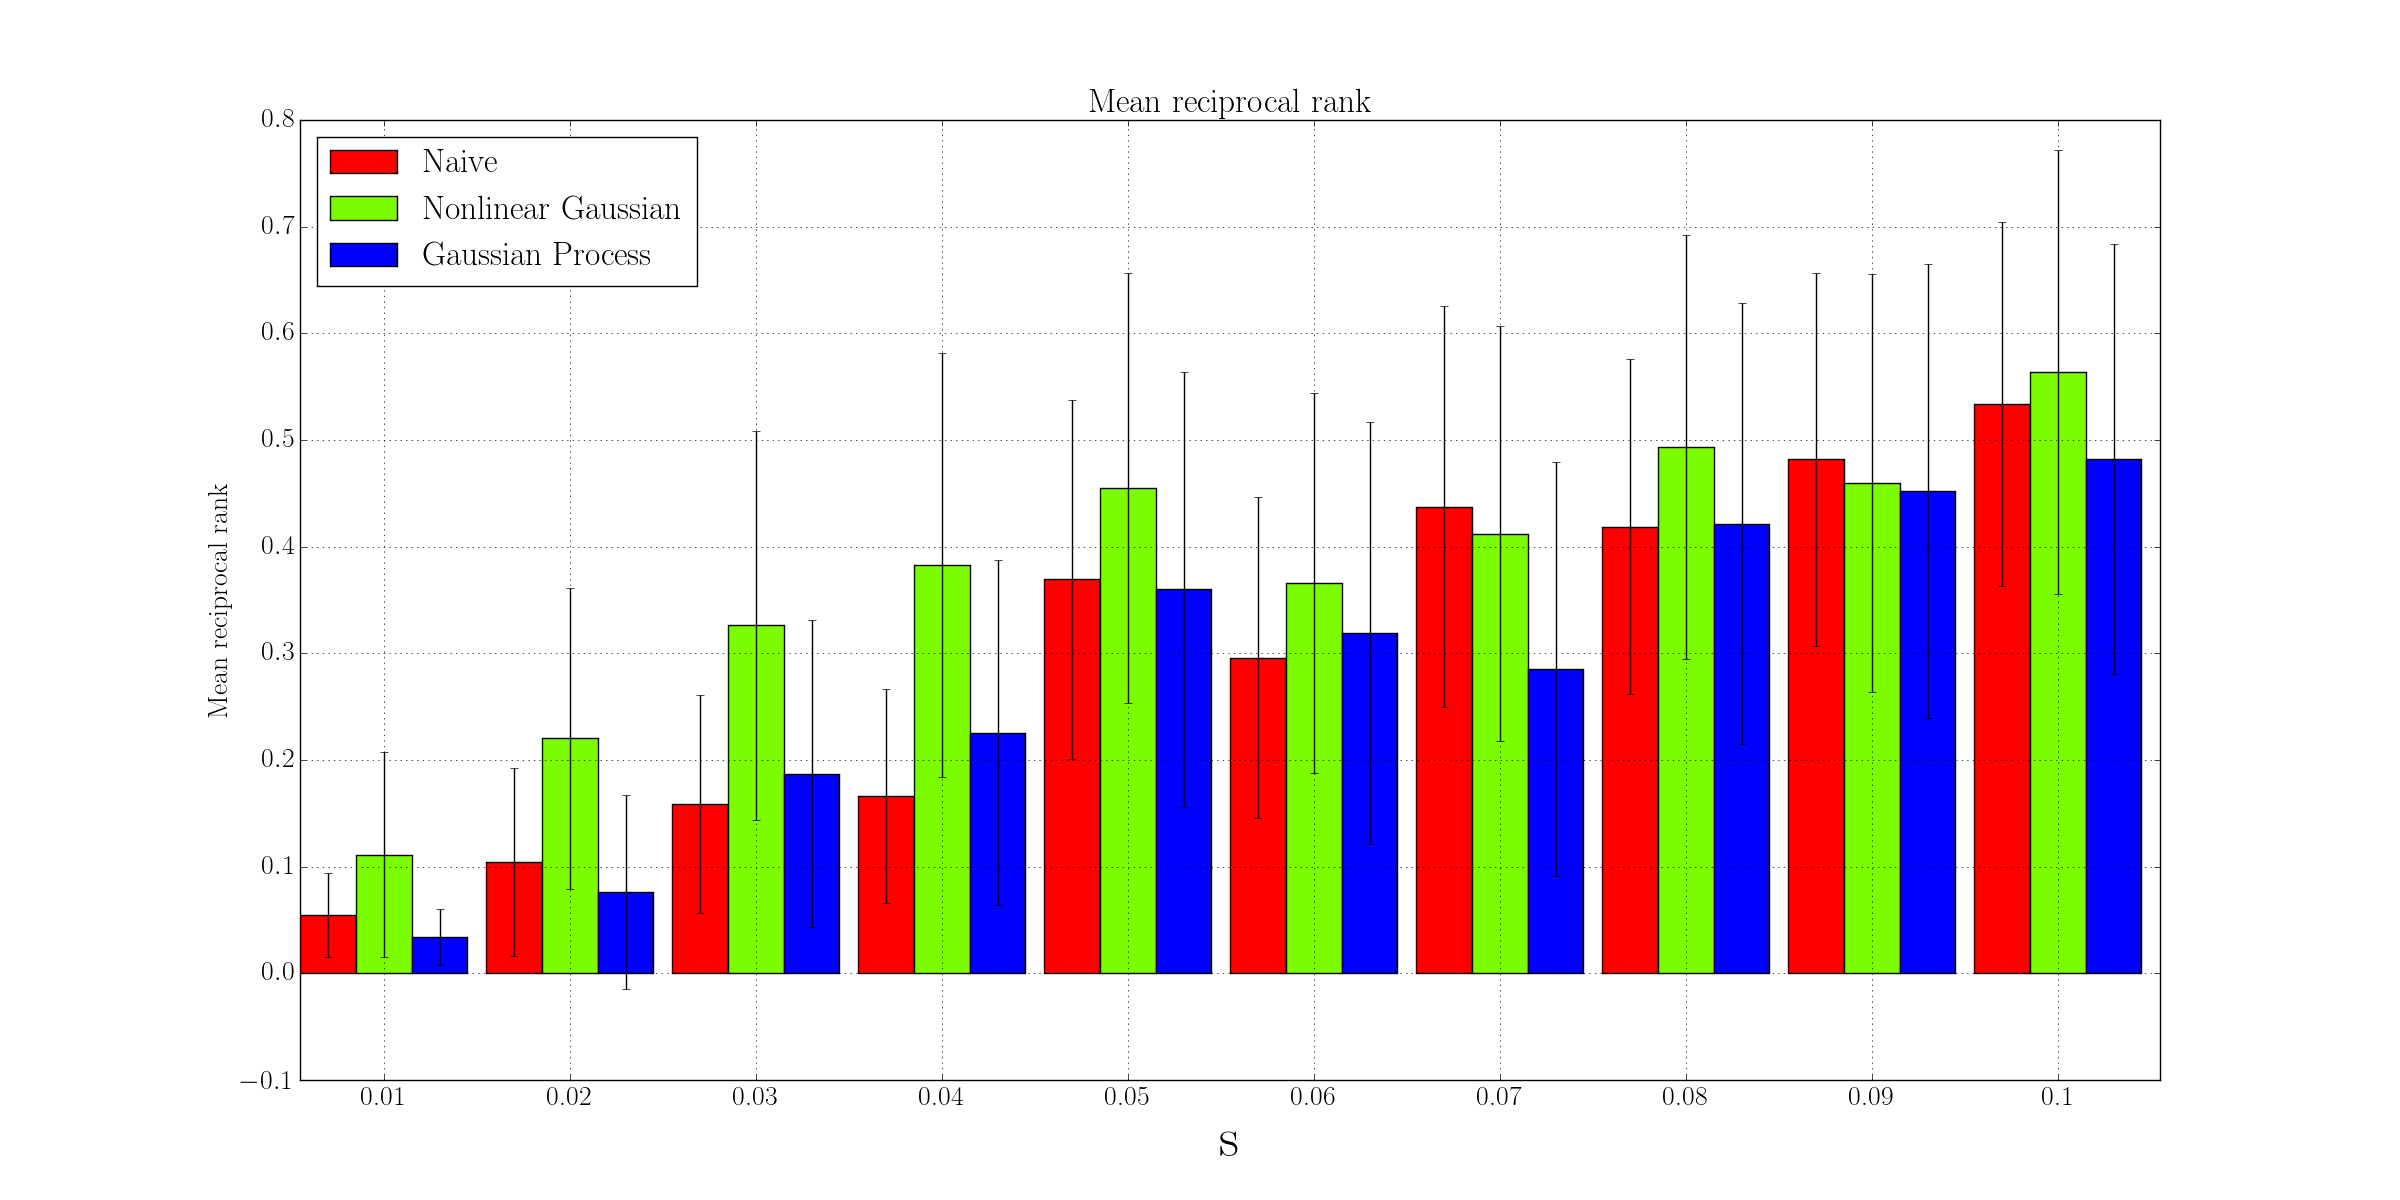 Mean reciprocal rank
0.8
0.7
0.6
0.5
0.4
0.3
0.2
0.1
0.0
−0.1
Naive
Nonlinear Gaussian
Gaussian Process
Mean reciprocal rank
0.01 0.02 0.03 0.04 0.05 0.06 0.07 0.08 0.09 0.1
S